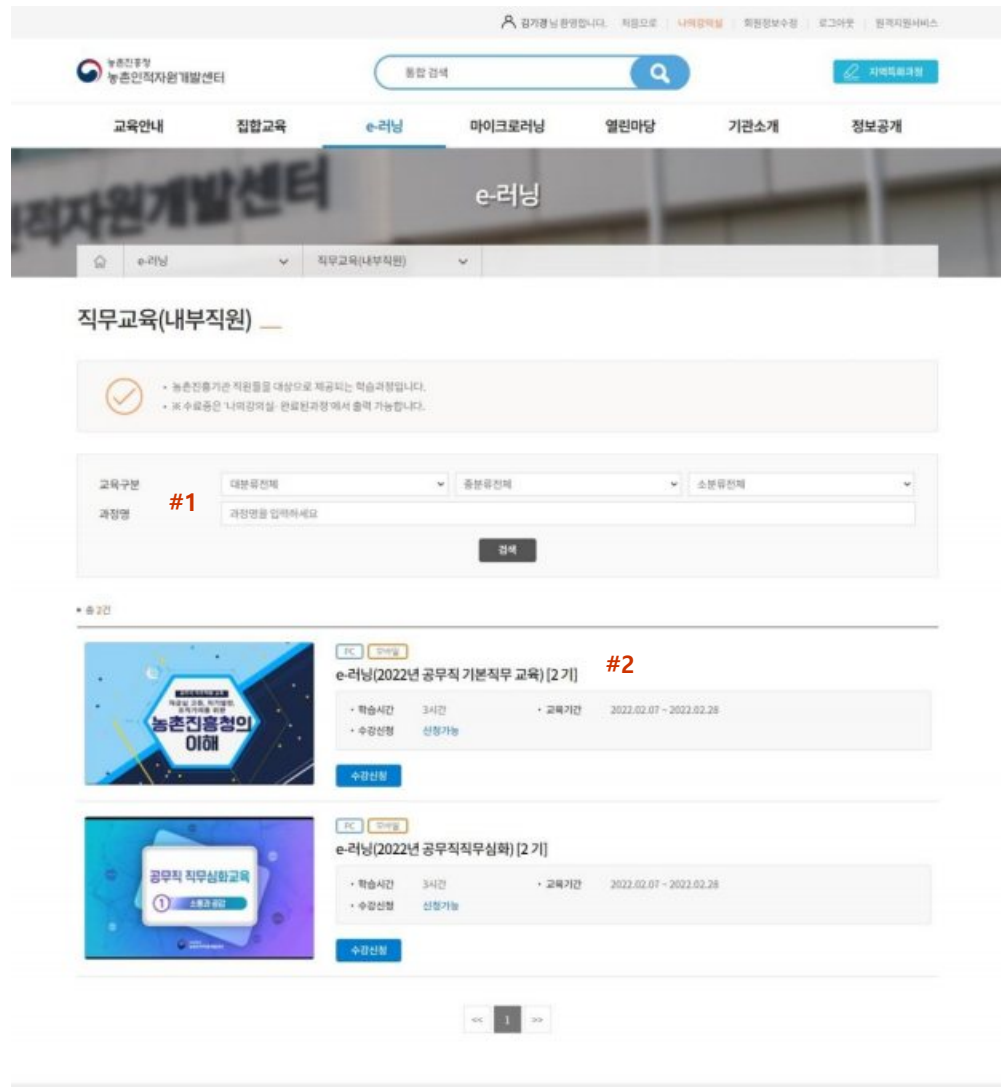 김기경님 환영합니다. 처음으로 나의강의실 회원정보수정 로그아웃 원격지원서비스
농촌진흥청
농촌인적자원개발센터
통합 검색
지역특화과정
교육안내 집합교육 e-러닝 마이크로러닝 열린마당 기관소개 정보공개
인적자원개발센터
e-러닝
e-러닝 직무교육(내부직원)
직무교육(내부직원)
• 농촌진흥기관 직원들을 대상으로 제공되는 학습과정입니다.
• ※ 수료증은 '나의강의실- 완료된과정'에서 출력 가능합니다.
교육구분 대분류전체 중분류전체 소분류전체
#1
과정명 과정명을 입력하세요
검색
총 2건
PC 모바일
e-러닝(2022년 공무직 기본직무 교육) [2 기]
#2
농촌진흥청의
이해
• 학습시간 3시간 • 교육기간 2022.02.07 ~ 2022.02.28
• 수강신청 신청가능
수강신청
PC 모바일
e-러닝(2022년 공무직직무심화) [2 기]
공무직 직무심화교육
1 소통과 공감
• 학습시간 3시간 • 교육기간 2022.02.07 ~ 2022.02.28
• 수강신청 신청가능
수강신청
<< 1 >>